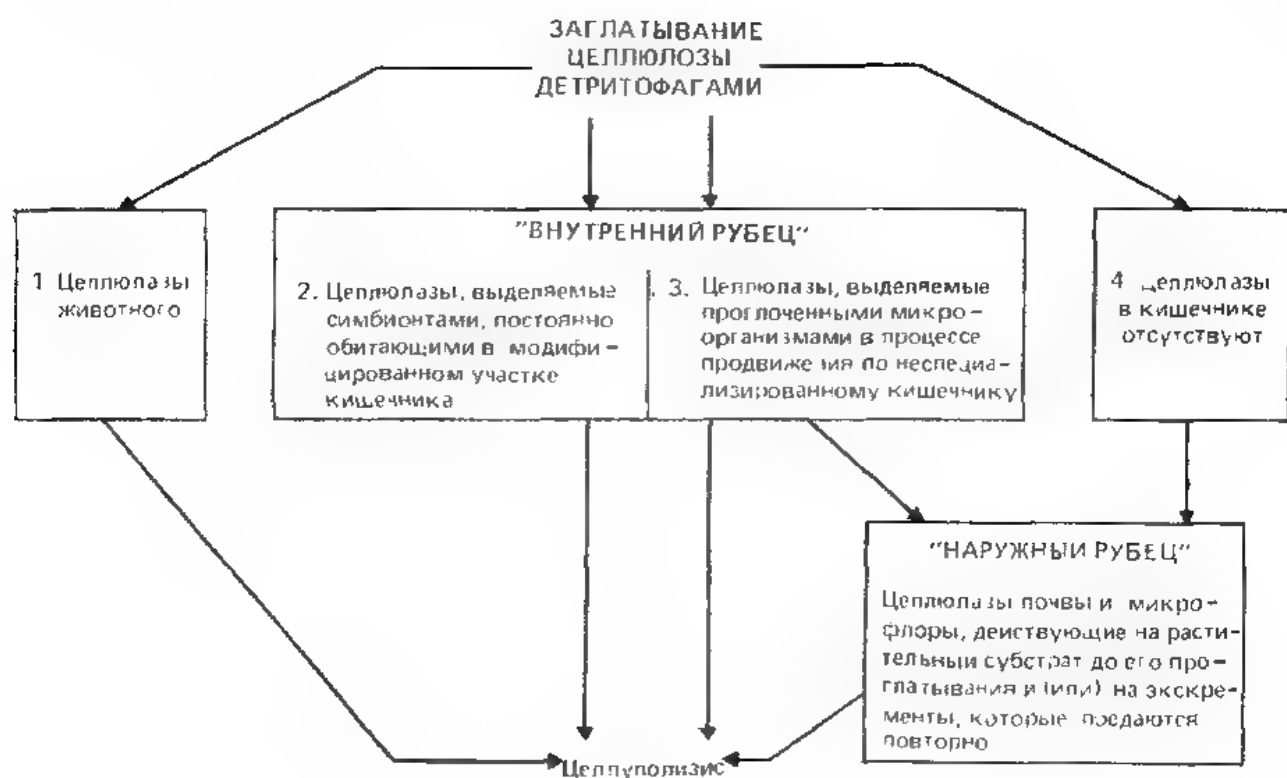 ЗАГЛАТЫВАНИЕ
ЦЕЛЛЮЛОЗЫ
ДЕТРИТОФАГАМИ
1 Целлюлазы
животного
"ВНУТРЕННИЙ РУБЕЦ"
2. Целлюлазы, выделяемые
симбионтами, постоянно
обитающими в модифи-
цированном участке
кишечника
3. Целлюлазы, выделяемые
проглоченными микро-
организмами в процессе
продвижения по неспециа-
лизированному кишечнику
4 Целлюлазы
в кишечнике
отсутствуют
"НАРУЖНЫЙ РУБЕЦ"
Целлюлазы почвы и микро-
флоры, действующие на расти-
тельный субстрат до его про-
глатывания и (или) на экскре-
менты, которые поедаются
повторно
Целлуполизис